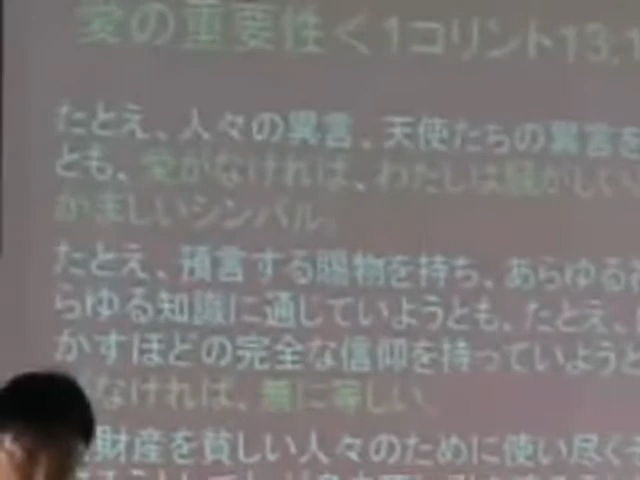 愛の重要性<1コリント13,1
たとえ、人々の異言、天使たちの異言を
とも、愛がなければ、わたしは騒がしい
かましいシンバル。
たとえ、預言する賜物を持ち、あらゆる
らゆる知識に通じていようとも、たとえ、
かすほどの完全な信仰を持っていようと
なければ、無に等しい。
財産を貧しい人々のために使い尽くそ